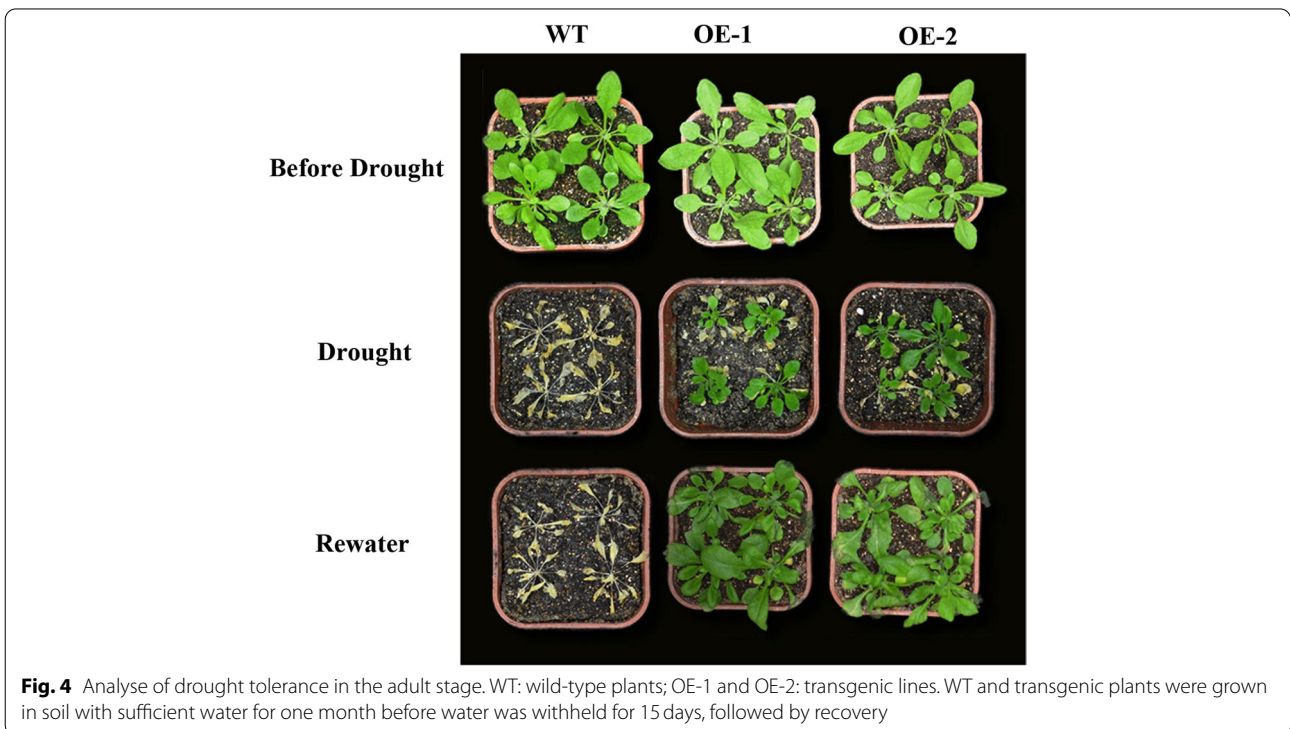 WT OE-1 OE-2
Before Drought
Drought
Rewater
Fig. 4 Analyse of drought tolerance in the adult stage. WT: wild-type plants; OE-1 and OE-2: transgenic lines. WT and transgenic plants were grown
in soil with sufficient water for one month before water was withheld for 15 days, followed by recovery